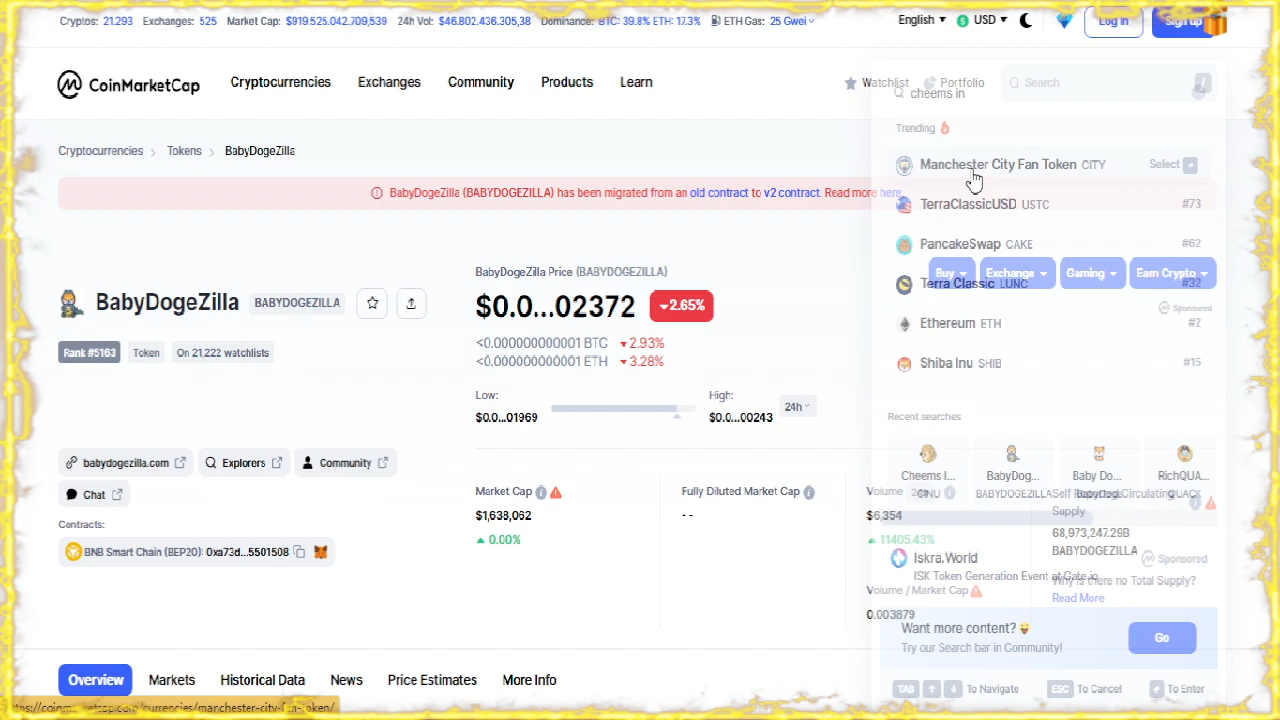 Cryptos: 21,293 Exchanges: 525 Market Cap: $919,525,042,709,539 24h Vol: $46,802,436,305,38 Dominance: BTC: 39.8% ETH: 17.3% ETH Gas: 25 Gwei
English USD Log In Sign up
CoinMarketCap Cryptocurrencies Exchanges Community Products Learn
Watchlist Portfolio Search /
cheems in
Trending
Cryptocurrencies > Tokens > BabyDogeZilla
Manchester City Fan Token CITY Select
BabyDogeZilla (BABYDOGEZILLA) has been migrated from an old contract to v2 contract. Read more here.
TerraClassicUSD USTC #73
PancakeSwap CAKE #62
Buy Exchange Gaming Earn Crypto
Terra Classic LUNC #32
Sponsored
Ethereum ETH #2
Shiba Inu SHIB #15
BabyDogeZilla Price (BABYDOGEZILLA)
BabyDogeZilla BABYDOGEZILLA
$0.0...02372 2.65%
<0.000000000001 BTC 2.93%
<0.000000000001 ETH 3.28%
Rank #5163 Token On 21,222 watchlists
Low: High:
$0.0...01969 $0.0...00243 24h
Recent searches
Cheems I... BabyDog... Baby Do... RichQUA...
CINU BABYDOGEZILLA QUACK
babydogezilla.com Explorers Community
Chat
Contracts:
BNB Smart Chain (BEP20): 0xa73d...5501508
Market Cap
$1,638,062
0.00%
Fully Diluted Market Cap
- -
Volume 24h
$6,354
11405.43%
Volume / Market Cap
0.003879
Self Reported Circulating
Supply
68,973,247.29B
BABYDOGEZILLA
Why is there no Total Supply?
Read More
Iskra.World Sponsored
ISK Token Generation Event at Gate.io
Want more content?
Try our Search bar in Community!
Go
TAB To Navigate ESC To Cancel To Enter
Overview Markets Historical Data News Price Estimates More Info